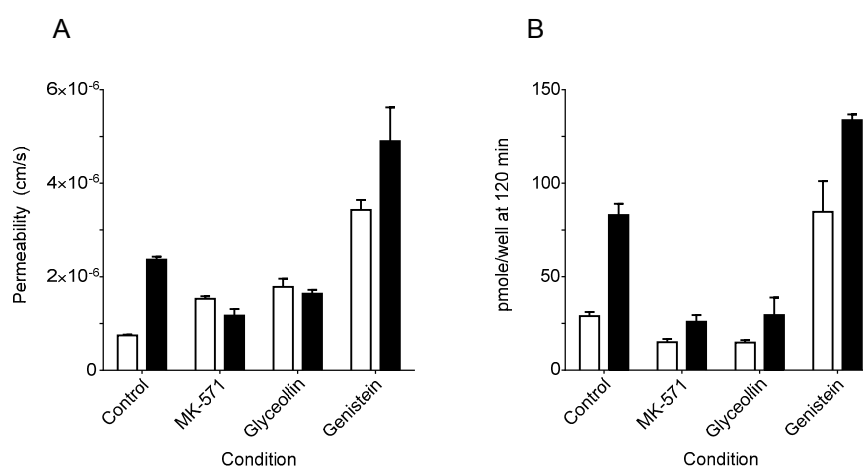 A
B
6×10⁻⁶
4×10⁻⁶
2×10⁻⁶
0
Permeability (cm/s)
Control
MK-571
Glyceollin
Genistein
Condition
150
100
50
0
pmole/well at 120 min
Control
MK-571
Glyceollin
Genistein
Condition